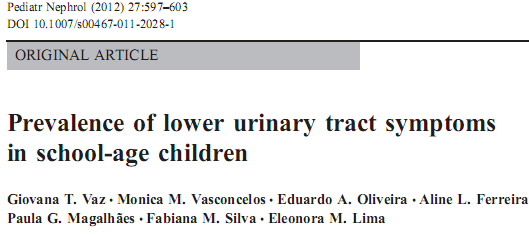 Pediatr Nephrol (2012) 27:597–603
DOI 10.1007/s00467-011-2028-1
ORIGINAL ARTICLE
Prevalence of lower urinary tract symptoms
in school-age children
Giovana T. Vaz · Monica M. Vasconcelos · Eduardo A. Oliveira · Aline L. Ferreira
Paula G. Magalhães · Fabiana M. Silva · Eleonora M. Lima